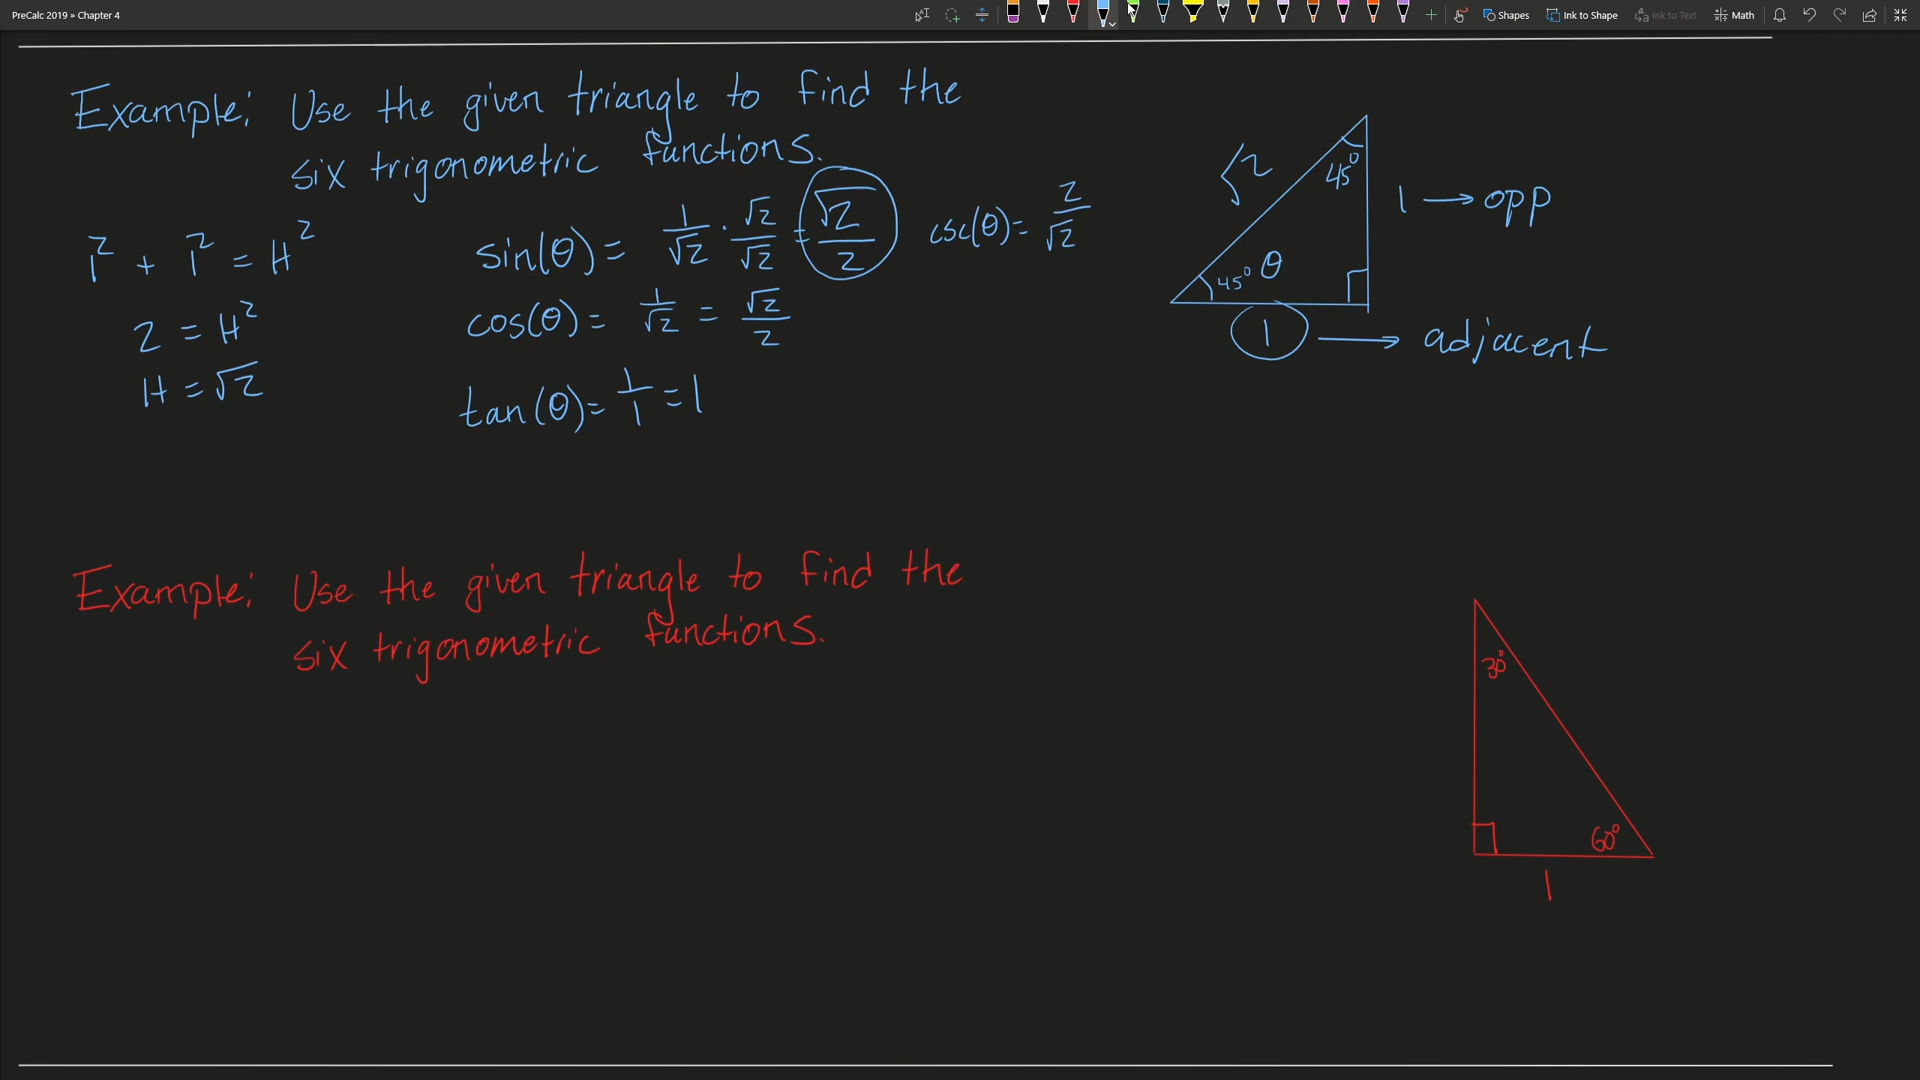 PreCalc 2019 » Chapter 4
Shapes Ink to Shape Ink to Text Math
Example: Use the given triangle to find the
six trigonometric functions.
1² + 1² = H²
2 = H²
H = √2
sin(θ) = 1/√2 · √2/√2 = √2/2
csc(θ) = 2/√2
cos(θ) = 1/√2 = √2/2
tan(θ) = 1/1 = 1
√2
45°
1 → opp
45° θ
1 → adjacent
Example: Use the given triangle to find the
six trigonometric functions.
30°
60°
1